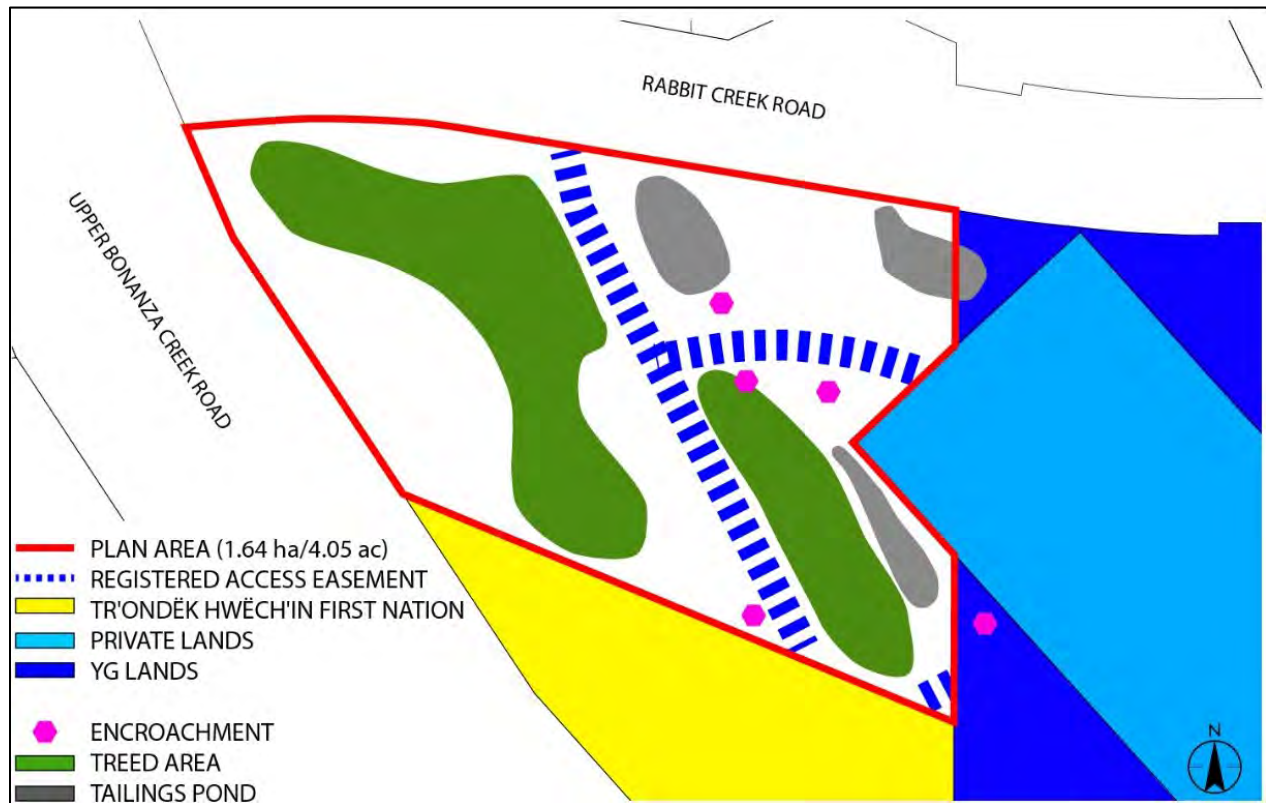 RABBIT CREEK ROAD
UPPER BONANZA CREEK ROAD
PLAN AREA (1.64 ha/4.05 ac)
REGISTERED ACCESS EASEMENT
TR'ONDËK HWËCH'IN FIRST NATION
PRIVATE LANDS
YG LANDS
ENCROACHMENT
TREED AREA
TAILINGS POND
N